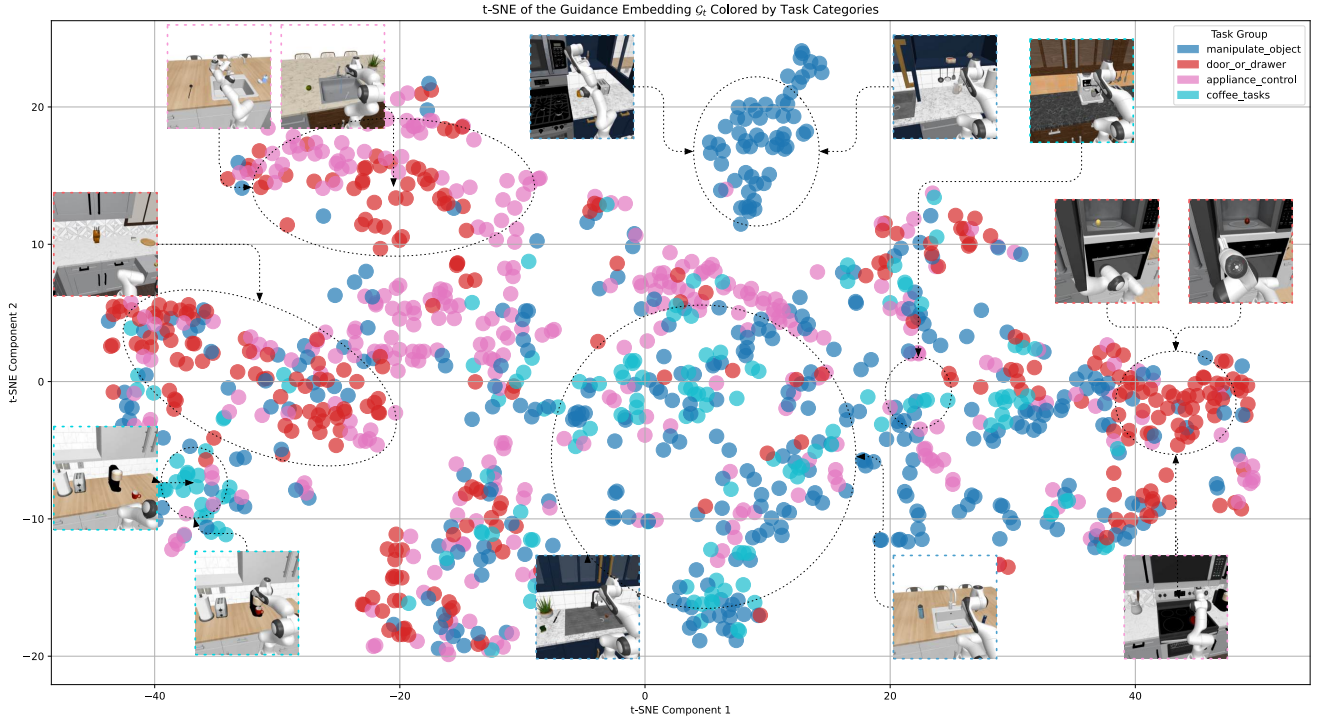 t-SNE of the Guidance Embedding 𝒢ₜ Colored by Task Categories
Task Group
manipulate_object
door_or_drawer
appliance_control
coffee_tasks
t-SNE Component 2
20
10
0
−10
−20
−40
−20
0
20
40
t-SNE Component 1